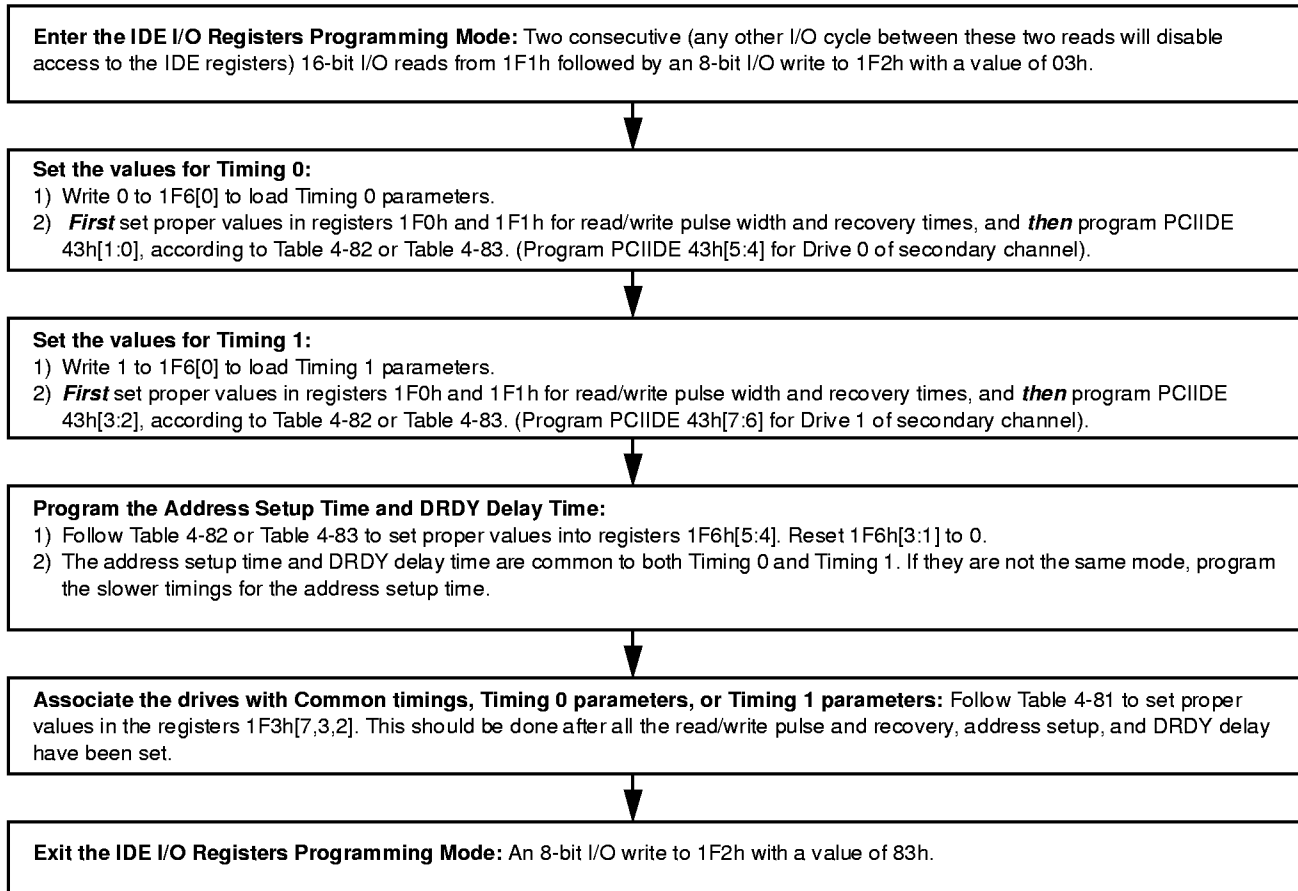 Enter the IDE I/O Registers Programming Mode: Two consecutive (any other I/O cycle between these two reads will disable
access to the IDE registers) 16-bit I/O reads from 1F1h followed by an 8-bit I/O write to 1F2h with a value of 03h.
Set the values for Timing 0:
1) Write 0 to 1F6[0] to load Timing 0 parameters.
2) First set proper values in registers 1F0h and 1F1h for read/write pulse width and recovery times, and then program PCIIDE
43h[1:0], according to Table 4-82 or Table 4-83. (Program PCIIDE 43h[5:4] for Drive 0 of secondary channel).
Set the values for Timing 1:
1) Write 1 to 1F6[0] to load Timing 1 parameters.
2) First set proper values in registers 1F0h and 1F1h for read/write pulse width and recovery times, and then program PCIIDE
43h[3:2], according to Table 4-82 or Table 4-83. (Program PCIIDE 43h[7:6] for Drive 1 of secondary channel).
Program the Address Setup Time and DRDY Delay Time:
1) Follow Table 4-82 or Table 4-83 to set proper values into registers 1F6h[5:4]. Reset 1F6h[3:1] to 0.
2) The address setup time and DRDY delay time are common to both Timing 0 and Timing 1. If they are not the same mode, program
the slower timings for the address setup time.
Associate the drives with Common timings, Timing 0 parameters, or Timing 1 parameters: Follow Table 4-81 to set proper
values in the registers 1F3h[7,3,2]. This should be done after all the read/write pulse and recovery, address setup, and DRDY delay
have been set.
Exit the IDE I/O Registers Programming Mode: An 8-bit I/O write to 1F2h with a value of 83h.